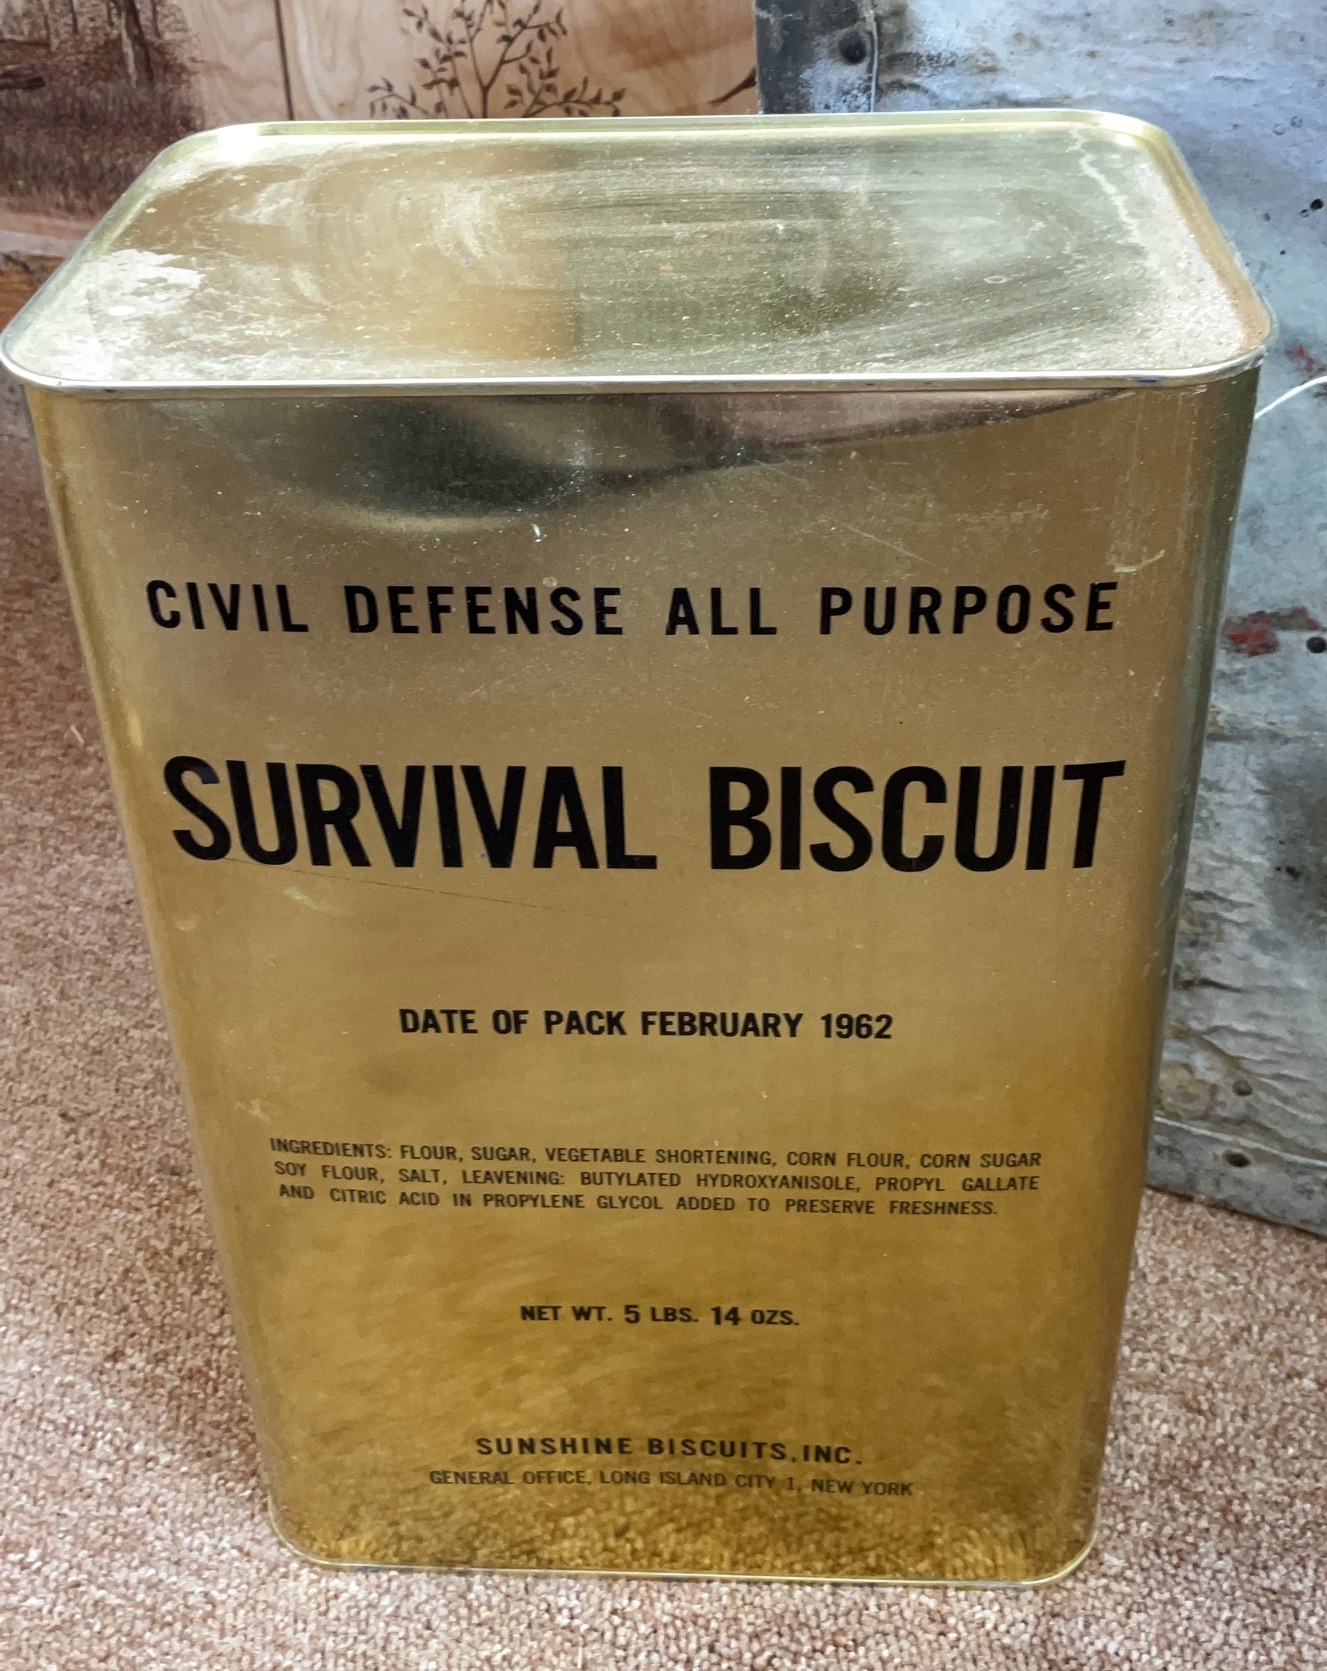 CIVIL DEFENSE ALL PURPOSE
SURVIVAL BISCUIT
DATE OF PACK FEBRUARY 1962
INGREDIENTS: FLOUR, SUGAR, VEGETABLE SHORTENING, CORN FLOUR, CORN SUGAR
SOY FLOUR, SALT, LEAVENING: BUTYLATED HYDROXYANISOLE, PROPYL GALLATE
AND CITRIC ACID IN PROPYLENE GLYCOL ADDED TO PRESERVE FRESHNESS.
NET WT. 5 LBS. 14 OZS.
SUNSHINE BISCUITS, INC.
GENERAL OFFICE, LONG ISLAND CITY 1, NEW YORK